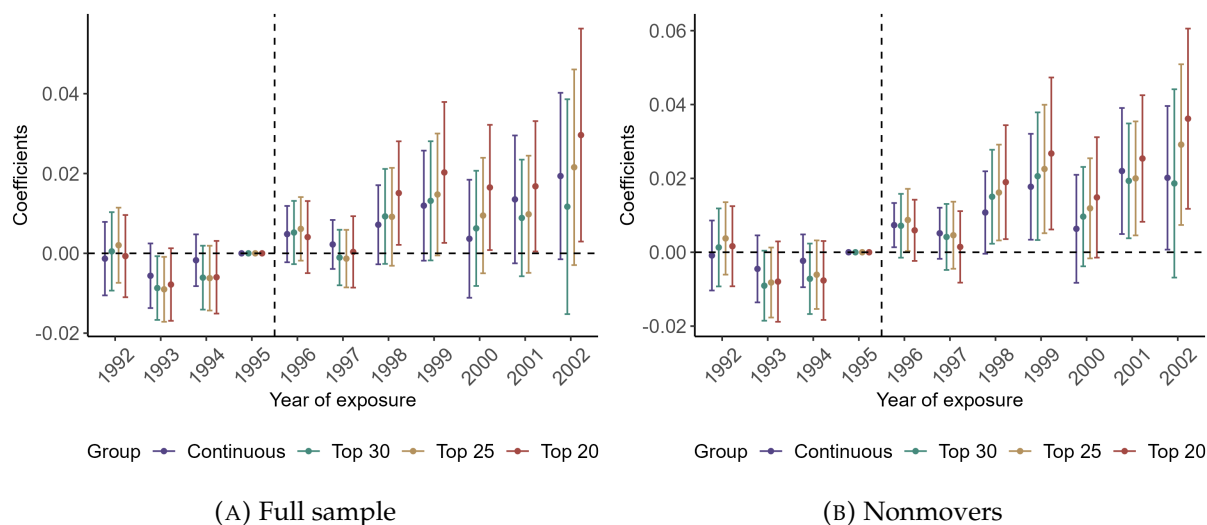 Coefficients
0.04
0.02
0.00
-0.02
1992 1993 1994 1995 1996 1997 1998 1999 2000 2001 2002
Year of exposure
Group Continuous Top 30 Top 25 Top 20
(A) Full sample
Coefficients
0.06
0.04
0.02
0.00
-0.02
1992 1993 1994 1995 1996 1997 1998 1999 2000 2001 2002
Year of exposure
Group Continuous Top 30 Top 25 Top 20
(B) Nonmovers